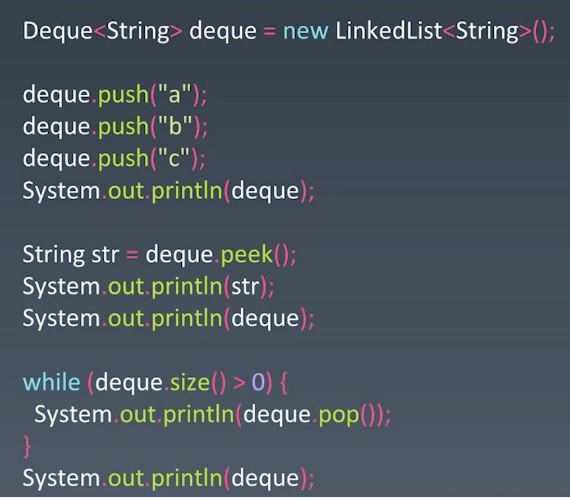 Deque<String> deque = new LinkedList<String>();
deque.push("a");
deque.push("b");
deque.push("c");
System.out.println(deque);
String str = deque.peek();
System.out.println(str);
System.out.println(deque);
while (deque.size() > 0) {
System.out.println(deque.pop());
}
System.out.println(deque);